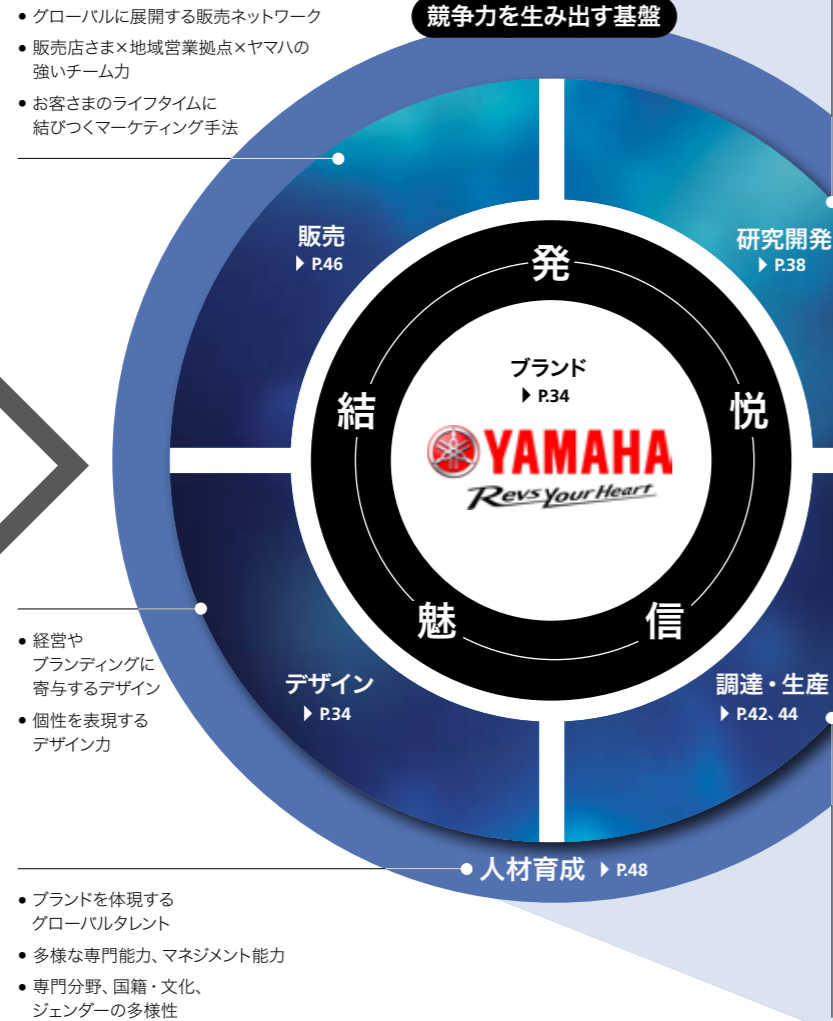 • グローバルに展開する販売ネットワーク
• 販売店さま×地域営業拠点×ヤマハの
強いチーム力
• お客さまのライフタイムに
結びつくマーケティング手法
競争力を生み出す基盤
販売
▶ P.46
研究開発
▶ P.38
発
悦
信
魅
結
ブランド
▶ P.34
YAMAHA
Revs Your Heart
デザイン
▶ P.34
調達・生産
▶ P.42、44
• 経営や
ブランディングに
寄与するデザイン
• 個性を表現する
デザイン力
人材育成 ▶ P.48
• ブランドを体現する
グローバルタレント
• 多様な専門能力、マネジメント能力
• 専門分野、国籍・文化、
ジェンダーの多様性